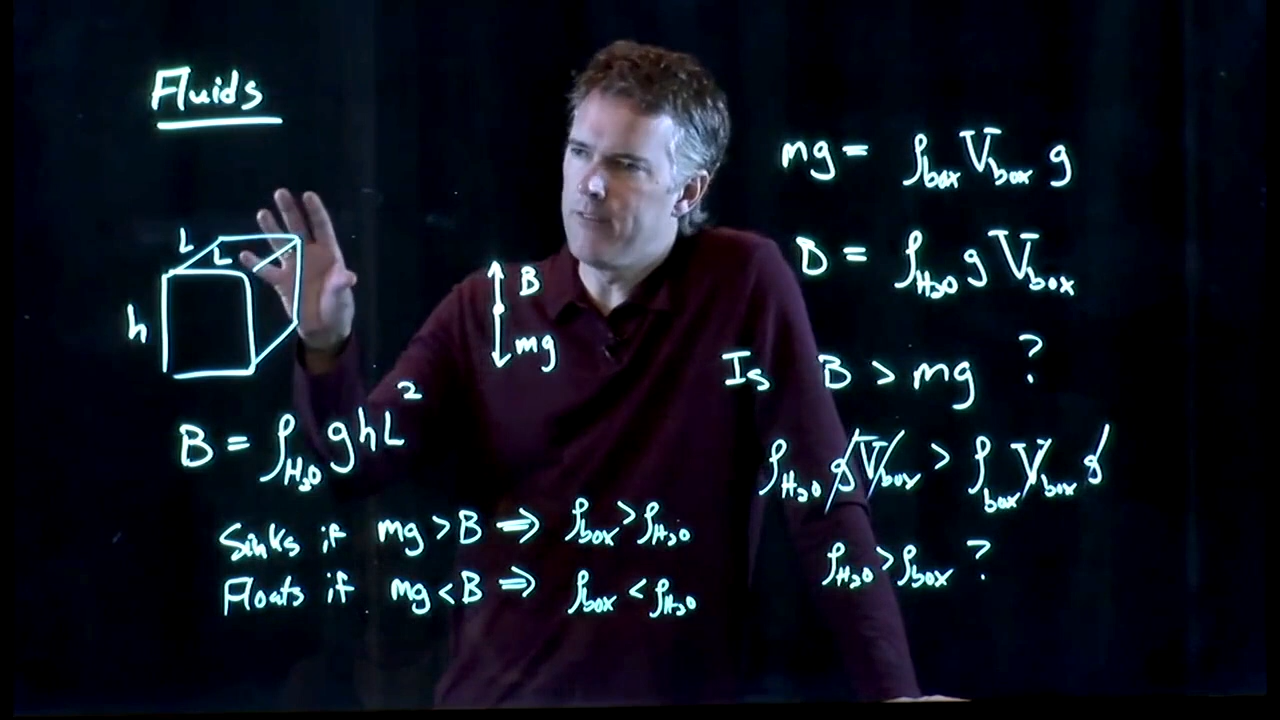 Fluids
L
L
h
B
mg
B = ρH₂O g h L²
Sinks if mg > B ⇒ ρbox > ρH₂O
Floats if mg < B ⇒ ρbox < ρH₂O
mg = ρbox Vbox g
B = ρH₂O g Vbox
Is B > mg ?
ρH₂O g Vbox > ρbox Vbox g
ρH₂O > ρbox ?